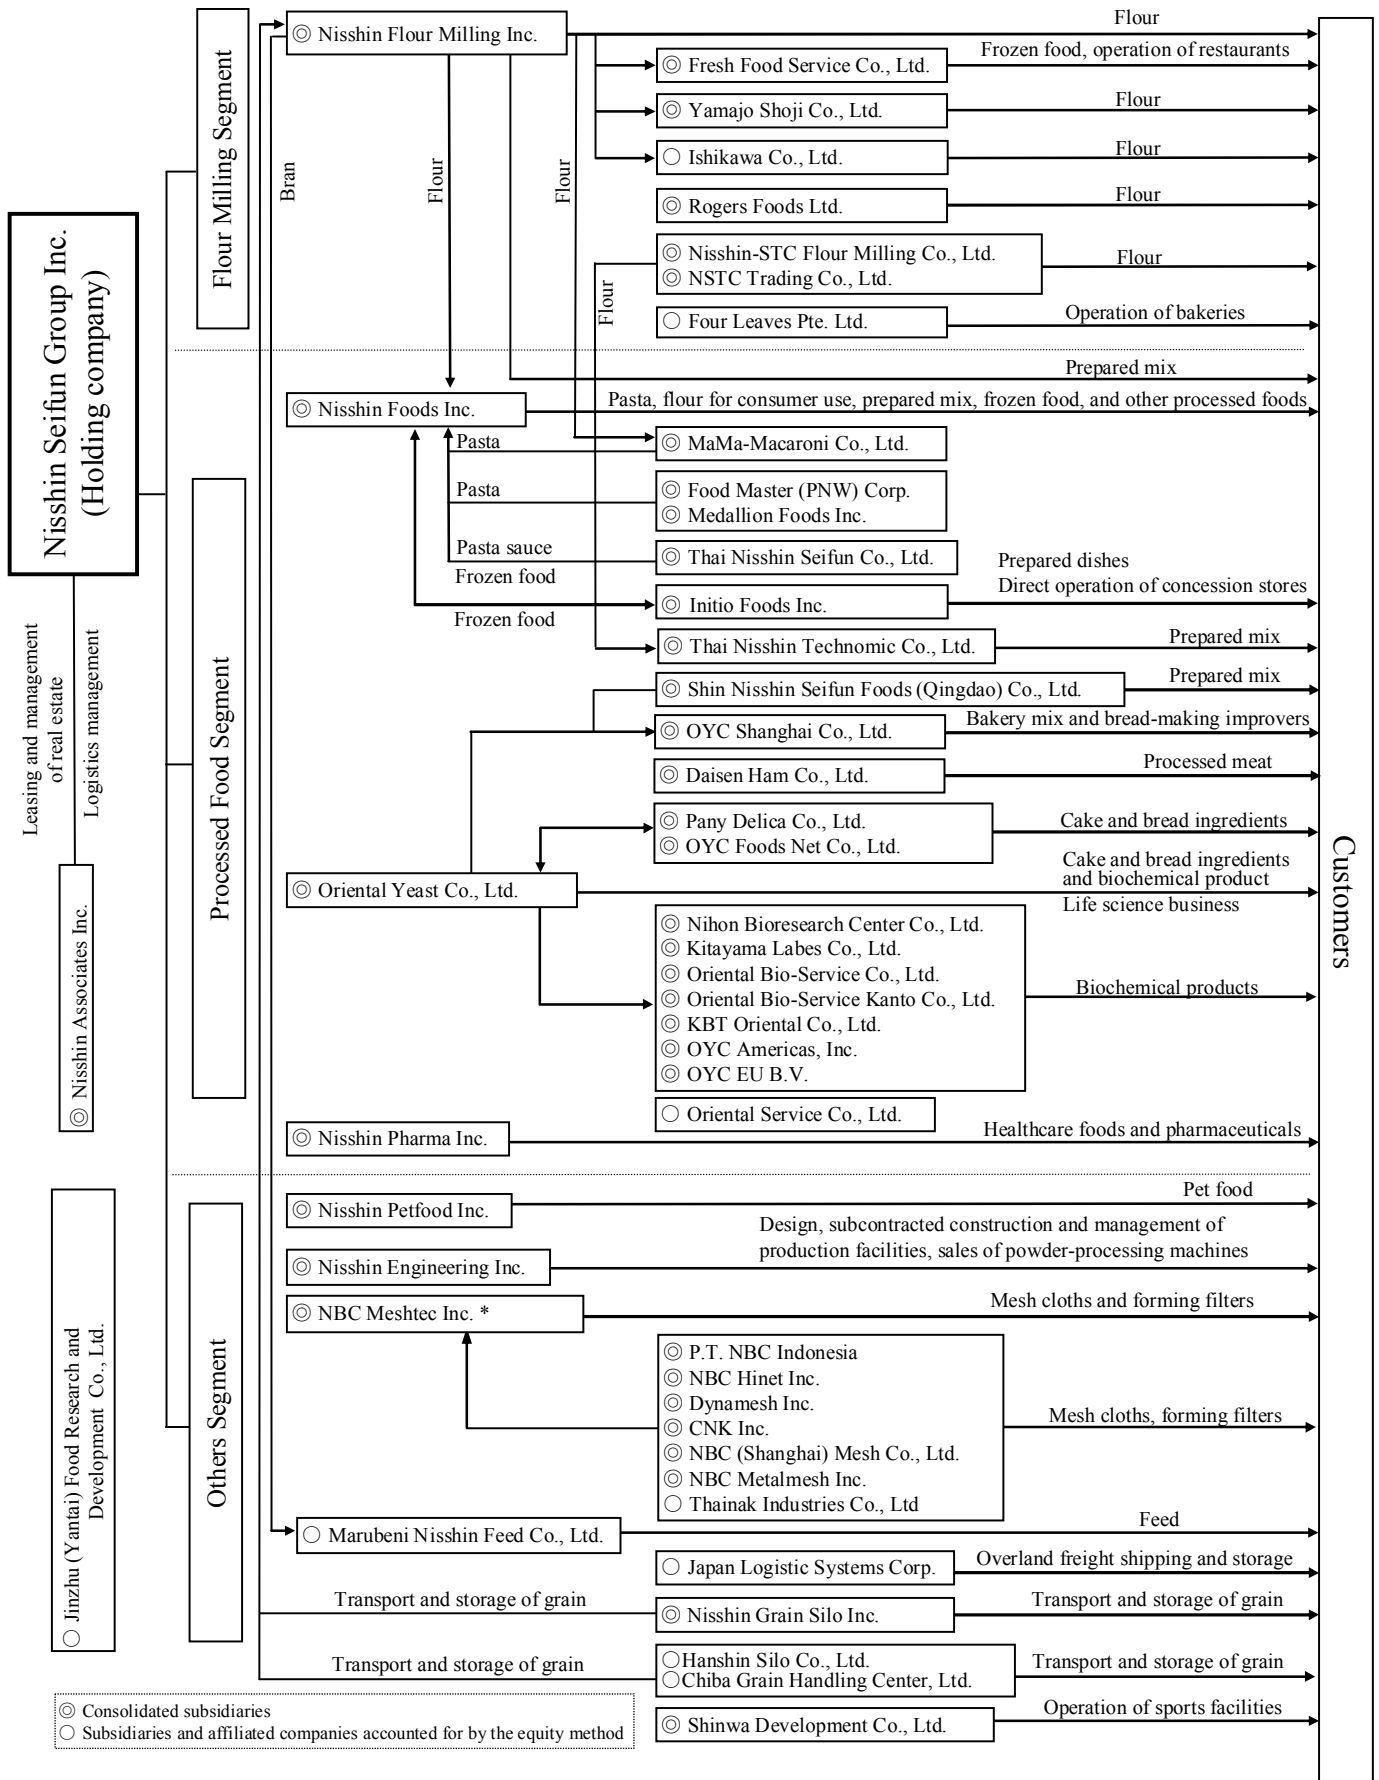 Nisshin Seifun Group Inc.
(Holding company)
Leasing and management
of real estate
Logistics management
◎ Nisshin Associates Inc.
○ Jinzhu (Yantai) Food Research and
Development Co., Ltd.
Flour Milling Segment
◎ Nisshin Flour Milling Inc.
Flour
◎ Fresh Food Service Co., Ltd.
Frozen food, operation of restaurants
◎ Yamajo Shoji Co., Ltd.
Flour
○ Ishikawa Co., Ltd.
Flour
◎ Rogers Foods Ltd.
Flour
◎ Nisshin-STC Flour Milling Co., Ltd.
◎ NSTC Trading Co., Ltd.
Flour
○ Four Leaves Pte. Ltd.
Operation of bakeries
Bran
Flour
Flour
Flour
Prepared mix
Processed Food Segment
◎ Nisshin Foods Inc.
Pasta, flour for consumer use, prepared mix, frozen food, and other processed foods
Pasta
◎ MaMa-Macaroni Co., Ltd.
Pasta
◎ Food Master (PNW) Corp.
◎ Medallion Foods Inc.
Pasta sauce
Frozen food
◎ Thai Nisshin Seifun Co., Ltd.
Prepared dishes
Direct operation of concession stores
◎ Initio Foods Inc.
Frozen food
◎ Thai Nisshin Technomic Co., Ltd.
Prepared mix
◎ Shin Nisshin Seifun Foods (Qingdao) Co., Ltd.
Prepared mix
◎ OYC Shanghai Co., Ltd.
Bakery mix and bread-making improvers
◎ Daisen Ham Co., Ltd.
Processed meat
◎ Pany Delica Co., Ltd.
◎ OYC Foods Net Co., Ltd.
Cake and bread ingredients
◎ Oriental Yeast Co., Ltd.
Cake and bread ingredients
and biochemical product
Life science business
◎ Nihon Bioresearch Center Co., Ltd.
◎ Kitayama Labes Co., Ltd.
◎ Oriental Bio-Service Co., Ltd.
◎ Oriental Bio-Service Kanto Co., Ltd.
◎ KBT Oriental Co., Ltd.
◎ OYC Americas, Inc.
◎ OYC EU B.V.
Biochemical products
○ Oriental Service Co., Ltd.
◎ Nisshin Pharma Inc.
Healthcare foods and pharmaceuticals
Others Segment
◎ Nisshin Petfood Inc.
Pet food
◎ Nisshin Engineering Inc.
Design, subcontracted construction and management of
production facilities, sales of powder-processing machines
◎ NBC Meshtec Inc. *
Mesh cloths and forming filters
◎ P.T. NBC Indonesia
◎ NBC Hinet Inc.
◎ Dynamesh Inc.
◎ CNK Inc.
◎ NBC (Shanghai) Mesh Co., Ltd.
◎ NBC Metalmesh Inc.
○ Thainak Industries Co., Ltd
Mesh cloths, forming filters
○ Marubeni Nisshin Feed Co., Ltd.
Feed
○ Japan Logistic Systems Corp.
Overland freight shipping and storage
Transport and storage of grain
◎ Nisshin Grain Silo Inc.
Transport and storage of grain
Transport and storage of grain
○Hanshin Silo Co., Ltd.
○Chiba Grain Handling Center, Ltd.
Transport and storage of grain
◎ Shinwa Development Co., Ltd.
Operation of sports facilities
Customers
◎ Consolidated subsidiaries
○ Subsidiaries and affiliated companies accounted for by the equity method